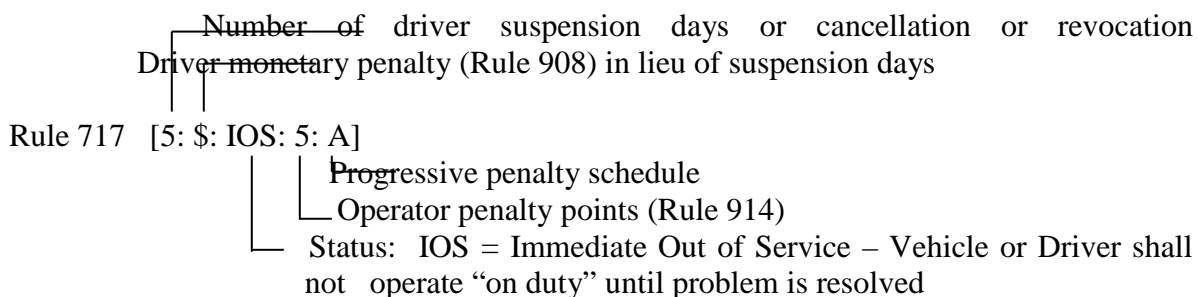 Number of driver suspension days or cancellation or revocation
Driver monetary penalty (Rule 908) in lieu of suspension days
Rule 717 [5: $: IOS: 5: A]
Progressive penalty schedule
Operator penalty points (Rule 914)
Status: IOS = Immediate Out of Service – Vehicle or Driver shall
not operate “on duty” until problem is resolved